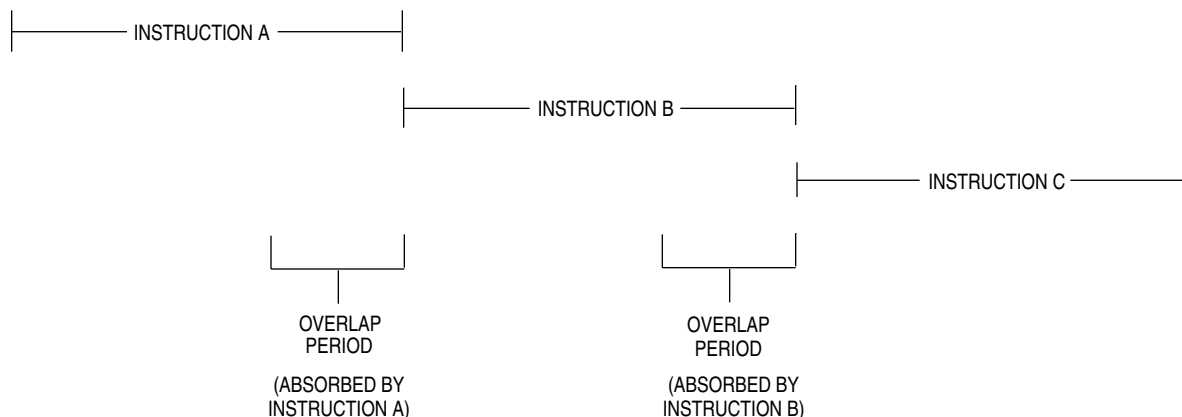 INSTRUCTION A
INSTRUCTION B
INSTRUCTION C
OVERLAP
PERIOD
(ABSORBED BY
INSTRUCTION A)
OVERLAP
PERIOD
(ABSORBED BY
INSTRUCTION B)